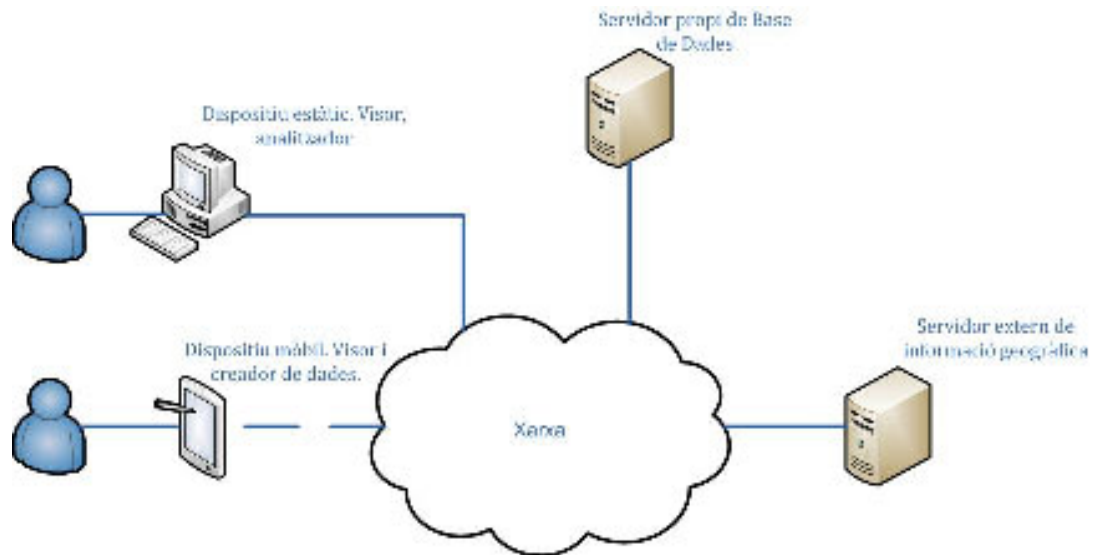 Servidor propi de Base
de Dades
Dispositiu estàtic. Visor,
analitzador
Servidor extern de
informació geogràfica
Dispositiu mòbil. Visor i
creador de dades.
Xarxa